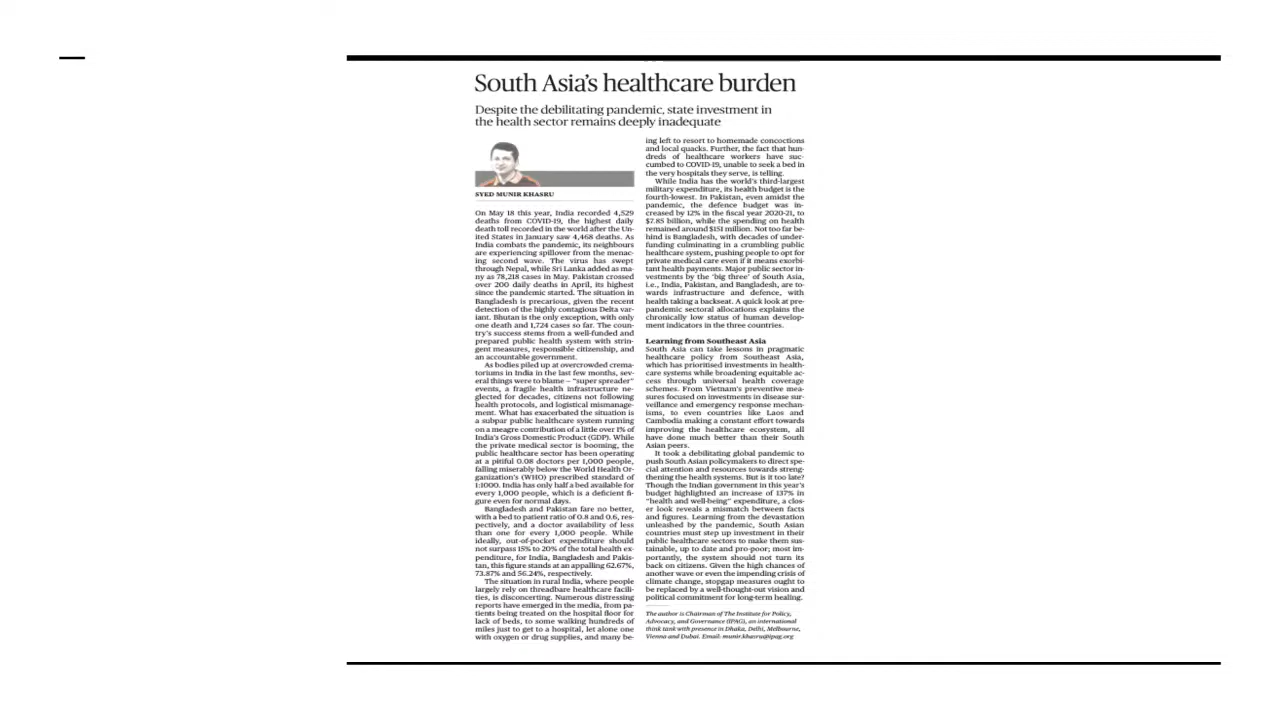 South Asia's healthcare burden
Despite the debilitating pandemic, state investment in
the health sector remains deeply inadequate
SYED MUNIR KHASRU
On May 18 this year, India recorded 4,529
deaths from COVID-19, the highest daily
death toll recorded in the world after the Un-
ited States in January saw 4,468 deaths. As
India combats the pandemic, its neighbours
are experiencing spillover from the menac-
ing second wave. The virus has swept
through Nepal, while Sri Lanka added as ma-
ny as 78,218 cases in May. Pakistan crossed
over 200 daily deaths in April, its highest
since the pandemic started. The situation in
Bangladesh is precarious, given the recent
detection of the highly contagious Delta var-
iant. Bhutan is the only exception, with only
one death and 1,724 cases so far. The coun-
try's success stems from a well-funded and
prepared public health system with strin-
gent measures, responsible citizenship, and
an accountable government.
As bodies piled up at overcrowded crema-
toriums in India in the last few months, sev-
eral things were to blame – "super spreader"
events, a fragile health infrastructure ne-
glected for decades, citizens not following
health protocols, and logistical mismanage-
ment. What has exacerbated the situation is
a subpar public healthcare system running
on a meagre contribution of a little over 1% of
India's Gross Domestic Product (GDP). While
the private medical sector is booming, the
public healthcare sector has been operating
at a pitiful 0.08 doctors per 1,000 people,
falling miserably below the World Health Or-
ganization's (WHO) prescribed standard of
1:1000. India has only half a bed available for
every 1,000 people, which is a deficient fi-
gure even for normal days.
Bangladesh and Pakistan fare no better,
with a bed to patient ratio of 0.8 and 0.6, res-
pectively, and a doctor availability of less
than one for every 1,000 people. While
ideally, out-of-pocket expenditure should
not surpass 15% to 20% of the total health ex-
penditure, for India, Bangladesh and Pakis-
tan, this figure stands at an appalling 62.67%,
73.87% and 56.24%, respectively.
The situation in rural India, where people
largely rely on threadbare healthcare facili-
ties, is disconcerting. Numerous distressing
reports have emerged in the media, from pa-
tients being treated on the hospital floor for
lack of beds, to some walking hundreds of
miles just to get to a hospital, let alone one
with oxygen or drug supplies, and many be-
ing left to resort to homemade concoctions
and local quacks. Further, the fact that hun-
dreds of healthcare workers have suc-
cumbed to COVID-19, unable to seek a bed in
the very hospitals they serve, is telling.
While India has the world's third-largest
military expenditure, its health budget is the
fourth-lowest. In Pakistan, even amidst the
pandemic, the defence budget was in-
creased by 12% in the fiscal year 2020-21, to
$7.85 billion, while the spending on health
remained around $151 million. Not too far be-
hind is Bangladesh, with decades of under-
funding culminating in a crumbling public
healthcare system, pushing people to opt for
private medical care even if it means exorbi-
tant health payments. Major public sector in-
vestments by the 'big three' of South Asia,
i.e., India, Pakistan, and Bangladesh, are to-
wards infrastructure and defence, with
health taking a backseat. A quick look at pre-
pandemic sectoral allocations explains the
chronically low status of human develop-
ment indicators in the three countries.
Learning from Southeast Asia
South Asia can take lessons in pragmatic
healthcare policy from Southeast Asia,
which has prioritised investments in health-
care systems while broadening equitable ac-
cess through universal health coverage
schemes. From Vietnam's preventive mea-
sures focused on investments in disease sur-
veillance and emergency response mechan-
isms, to even countries like Laos and
Cambodia making a constant effort towards
improving the healthcare ecosystem, all
have done much better than their South
Asian peers.
It took a debilitating global pandemic to
push South Asian policymakers to direct spe-
cial attention and resources towards streng-
thening the health systems. But is it too late?
Though the Indian government in this year's
budget highlighted an increase of 137% in
"health and well-being" expenditure, a clos-
er look reveals a mismatch between facts
and figures. Learning from the devastation
unleashed by the pandemic, South Asian
countries must step up investment in their
public healthcare sectors to make them sus-
tainable, up to date and pro-poor; most im-
portantly, the system should not turn its
back on citizens. Given the high chances of
another wave or even the impending crisis of
climate change, stopgap measures ought to
be replaced by a well-thought-out vision and
political commitment for long-term healing.
The author is Chairman of The Institute for Policy,
Advocacy, and Governance (IPAG), an international
think tank with presence in Dhaka, Delhi, Melbourne,
Vienna and Dubai. Email: munir.khasru@ipag.org